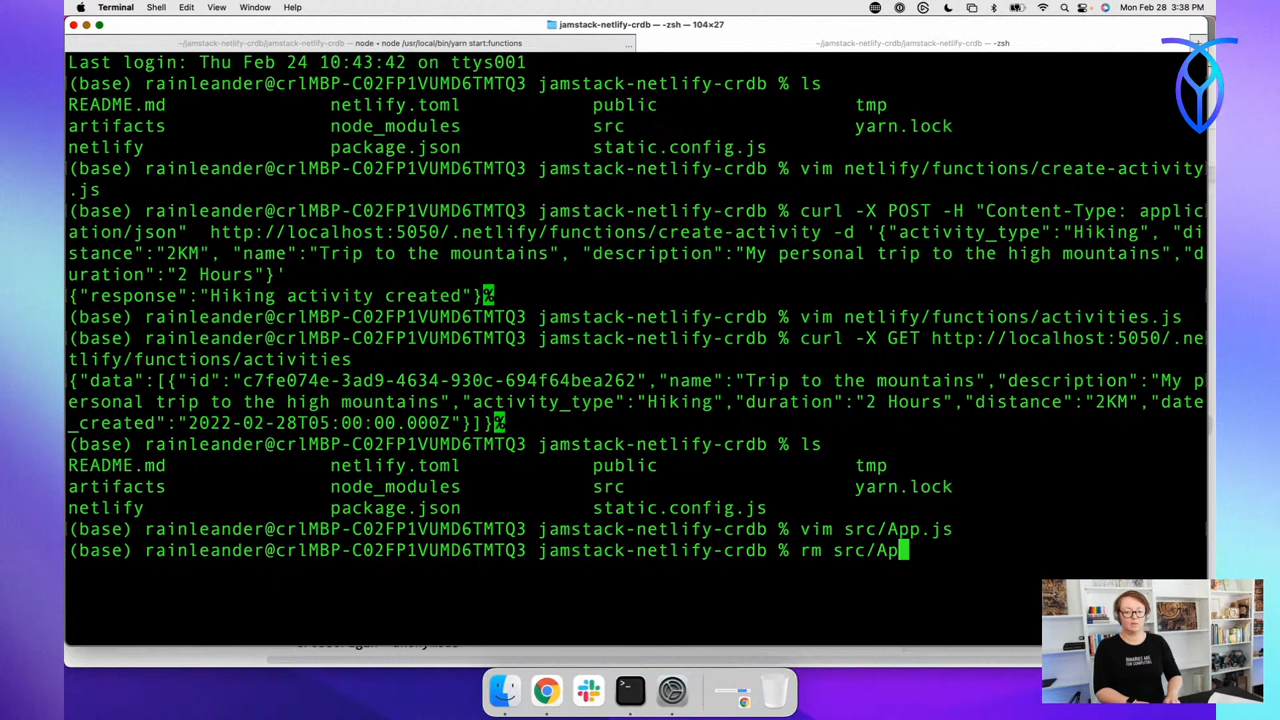 Terminal Shell Edit View Window Help Mon Feb 28 3:38 PM
jamstack-netlify-crdb — -zsh — 104×27
~/jamstack-netlify-crdb/jamstack-netlify-crdb — node ◂ node /usr/local/bin/yarn start:functions ... ~/jamstack-netlify-crdb/jamstack-netlify-crdb — -zsh
Last login: Thu Feb 24 10:43:42 on ttys001
(base) rainleander@crlMBP-C02FP1VUMD6TMTQ3 jamstack-netlify-crdb % ls
README.md netlify.toml public tmp
artifacts node_modules src yarn.lock
netlify package.json static.config.js
(base) rainleander@crlMBP-C02FP1VUMD6TMTQ3 jamstack-netlify-crdb % vim netlify/functions/create-activity
.js
(base) rainleander@crlMBP-C02FP1VUMD6TMTQ3 jamstack-netlify-crdb % curl -X POST -H "Content-Type: applic
ation/json"  http://localhost:5050/.netlify/functions/create-activity -d '{"activity_type":"Hiking", "di
stance":"2KM", "name":"Trip to the mountains", "description":"My personal trip to the high mountains","d
uration":"2 Hours"}'
{"response":"Hiking activity created"}%
(base) rainleander@crlMBP-C02FP1VUMD6TMTQ3 jamstack-netlify-crdb % vim netlify/functions/activities.js
(base) rainleander@crlMBP-C02FP1VUMD6TMTQ3 jamstack-netlify-crdb % curl -X GET http://localhost:5050/.ne
tlify/functions/activities
{"data":[{"id":"c7fe074e-3ad9-4634-930c-694f64bea262","name":"Trip to the mountains","description":"My p
ersonal trip to the high mountains","activity_type":"Hiking","duration":"2 Hours","distance":"2KM","date
_created":"2022-02-28T05:00:00.000Z"}]}%
(base) rainleander@crlMBP-C02FP1VUMD6TMTQ3 jamstack-netlify-crdb % ls
README.md netlify.toml public tmp
artifacts node_modules src yarn.lock
netlify package.json static.config.js
(base) rainleander@crlMBP-C02FP1VUMD6TMTQ3 jamstack-netlify-crdb % vim src/App.js
(base) rainleander@crlMBP-C02FP1VUMD6TMTQ3 jamstack-netlify-crdb % rm src/Ap
BINARIES ARE
FOR COMPUTERS